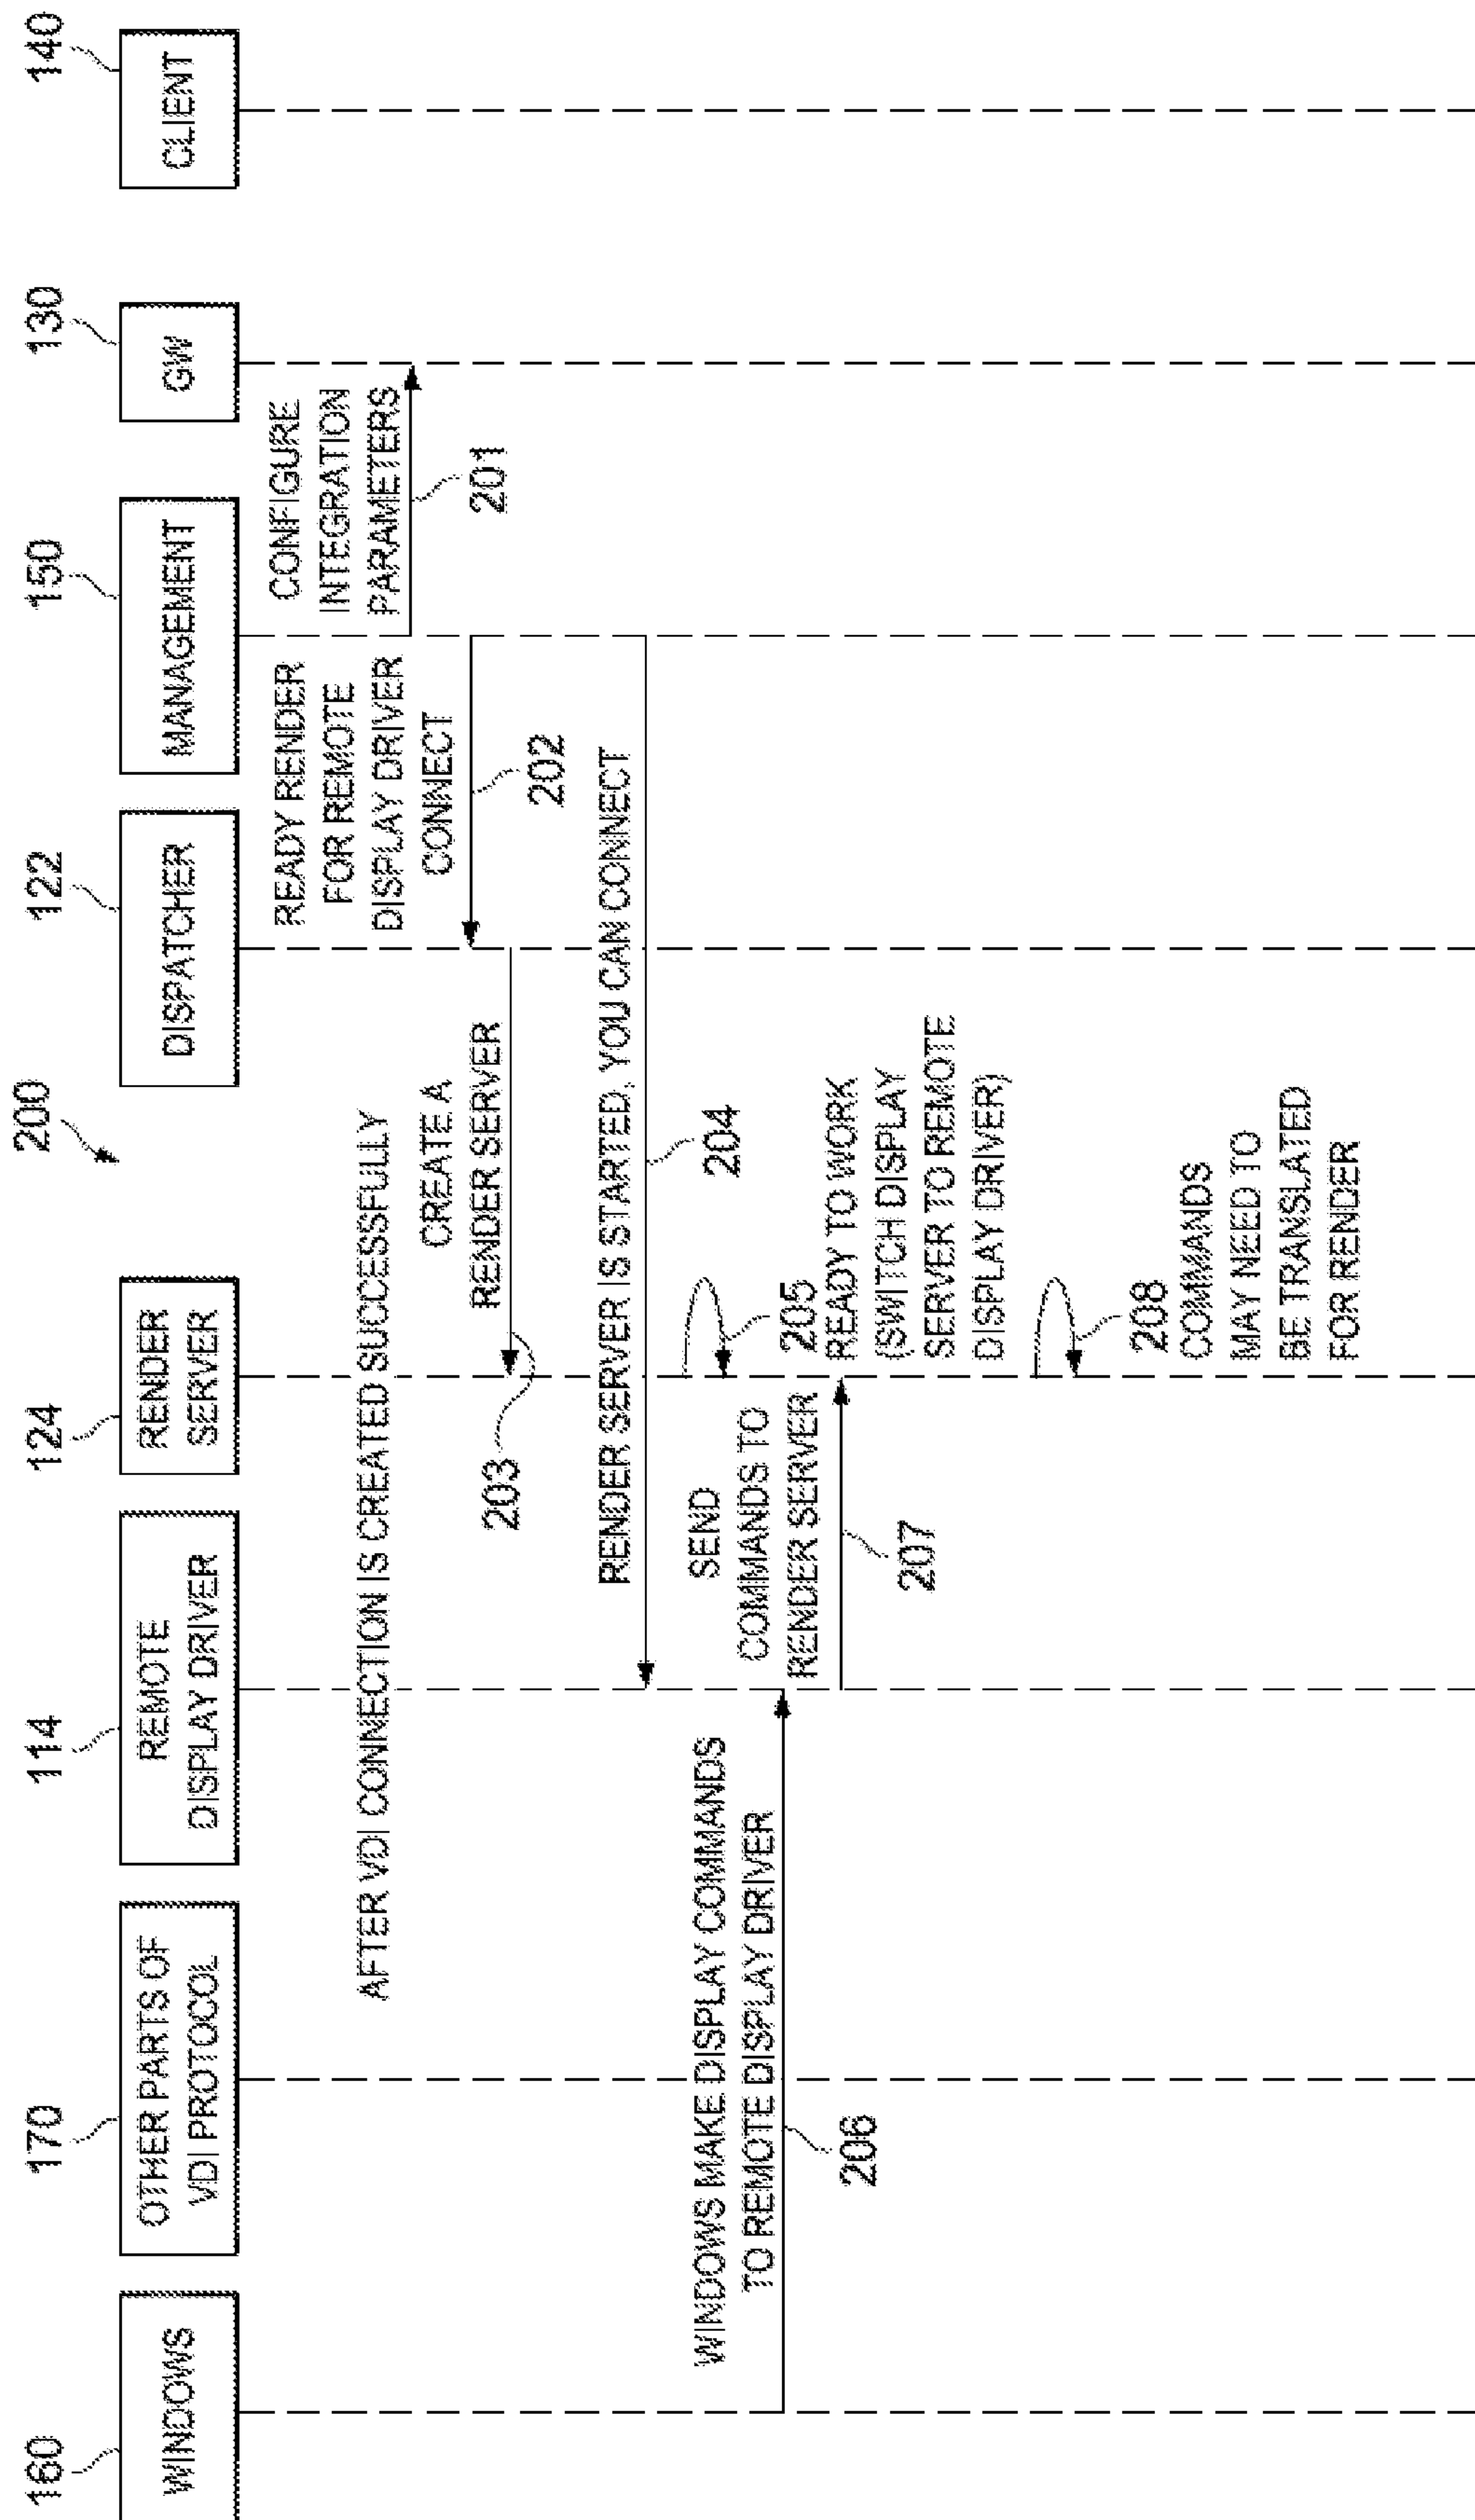 200
160
WINDOWS
170
OTHER PARTS OF
VDI PROTOCOL
114
REMOTE
DISPLAY DRIVER
124
RENDER
SERVER
122
DISPATCHER
150
MANAGEMENT
130
GW
140
CLIENT
CONFIGURE
INTEGRATION
PARAMETERS
201
READY RENDER
FOR REMOTE
DISPLAY DRIVER
CONNECT
202
AFTER VDI CONNECTION IS CREATED SUCCESSFULLY
CREATE A
RENDER SERVER
203
RENDER SERVER IS STARTED, YOU CAN CONNECT
204
205
READY TO WORK
(SWITCH DISPLAY
SERVER TO REMOTE
DISPLAY DRIVER)
WINDOWS MAKE DISPLAY COMMANDS
TO REMOTE DISPLAY DRIVER
206
SEND
COMMANDS TO
RENDER SERVER
207
208
COMMANDS
MAY NEED TO
BE TRANSLATED
FOR RENDER